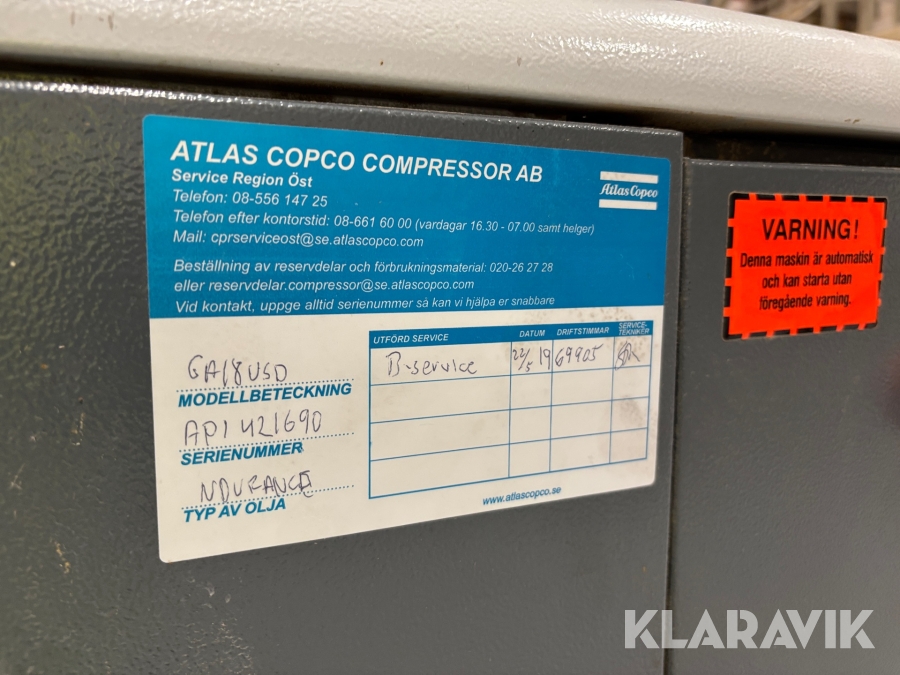 ATLAS COPCO COMPRESSOR AB
Service Region Öst
Telefon: 08-556 147 25
Telefon efter kontorstid: 08-661 60 00 (vardagar 16.30 - 07.00 samt helger)
Mail: cprserviceost@se.atlascopco.com
Beställning av reservdelar och förbrukningsmaterial: 020-26 27 28
eller reservdelar.compressor@se.atlascopco.com
Vid kontakt, uppge alltid serienummer så kan vi hjälpa er snabbare
Atlas Copco
GA18VSD
MODELLBETECKNING
API421690
SERIENUMMER
NDURANCE
TYP AV OLJA
UTFÖRD SERVICE DATUM DRIFTSTIMMAR SERVICE-
TEKNIKER
B-service 22/5 19 69905
www.atlascopco.se
VARNING!
Denna maskin är automatisk
och kan starta utan
föregående varning.
KLARAVIK